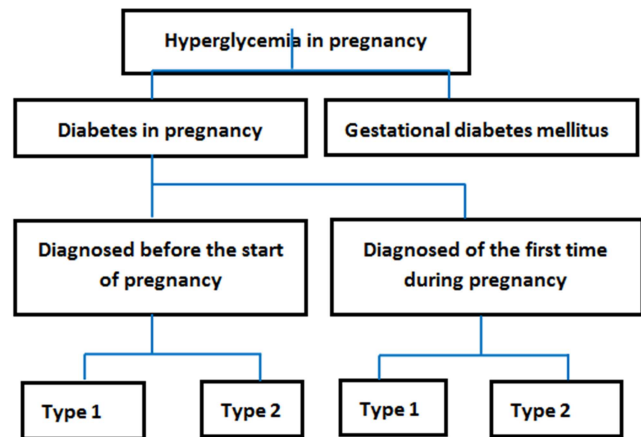 Hyperglycemia in pregnancy
Diabetes in pregnancy
Gestational diabetes mellitus
Diagnosed before the start
of pregnancy
Diagnosed of the first time
during pregnancy
Type 1
Type 2
Type 1
Type 2